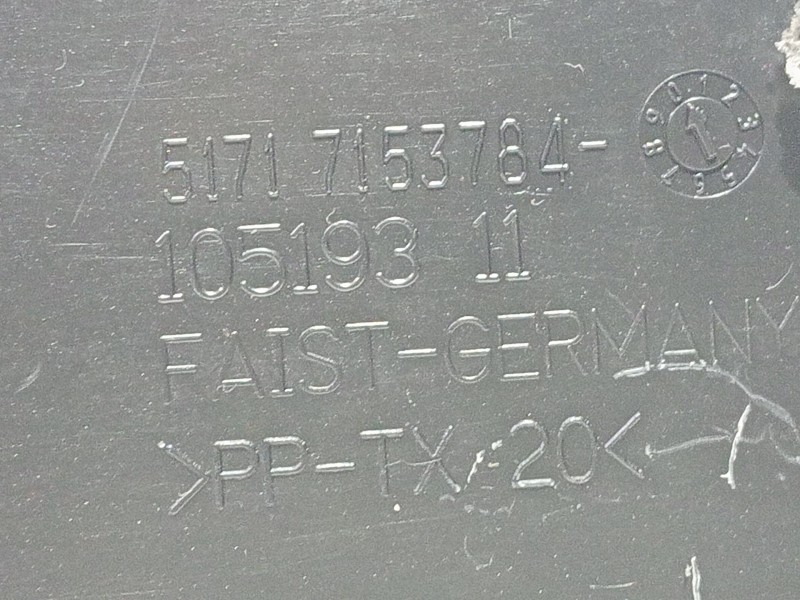 5171 7153784-
105193 11
FAIST-GERMANY
>PP-TX-20<